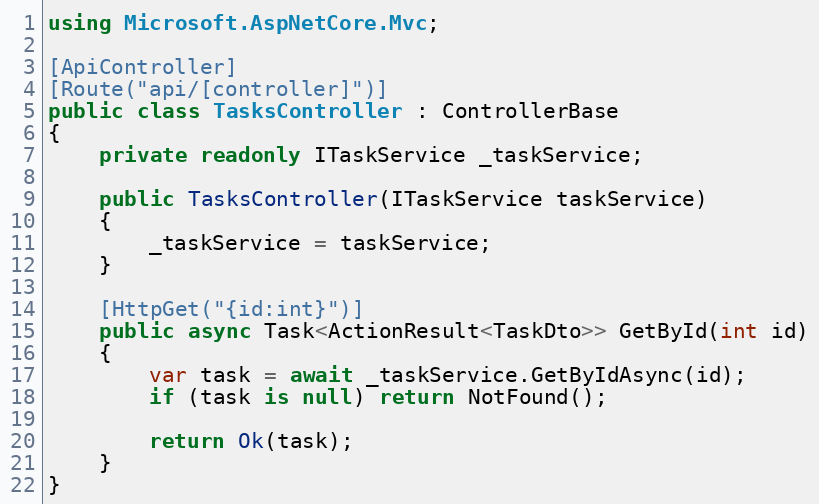 1 using Microsoft.AspNetCore.Mvc;
2
3 [ApiController]
4 [Route("api/[controller]")]
5 public class TasksController : ControllerBase
6 {
7     private readonly ITaskService _taskService;
8
9     public TasksController(ITaskService taskService)
10     {
11         _taskService = taskService;
12     }
13
14     [HttpGet("{id:int}")]
15     public async Task<ActionResult<TaskDto>> GetById(int id)
16     {
17         var task = await _taskService.GetByIdAsync(id);
18         if (task is null) return NotFound();
19
20         return Ok(task);
21     }
22 }